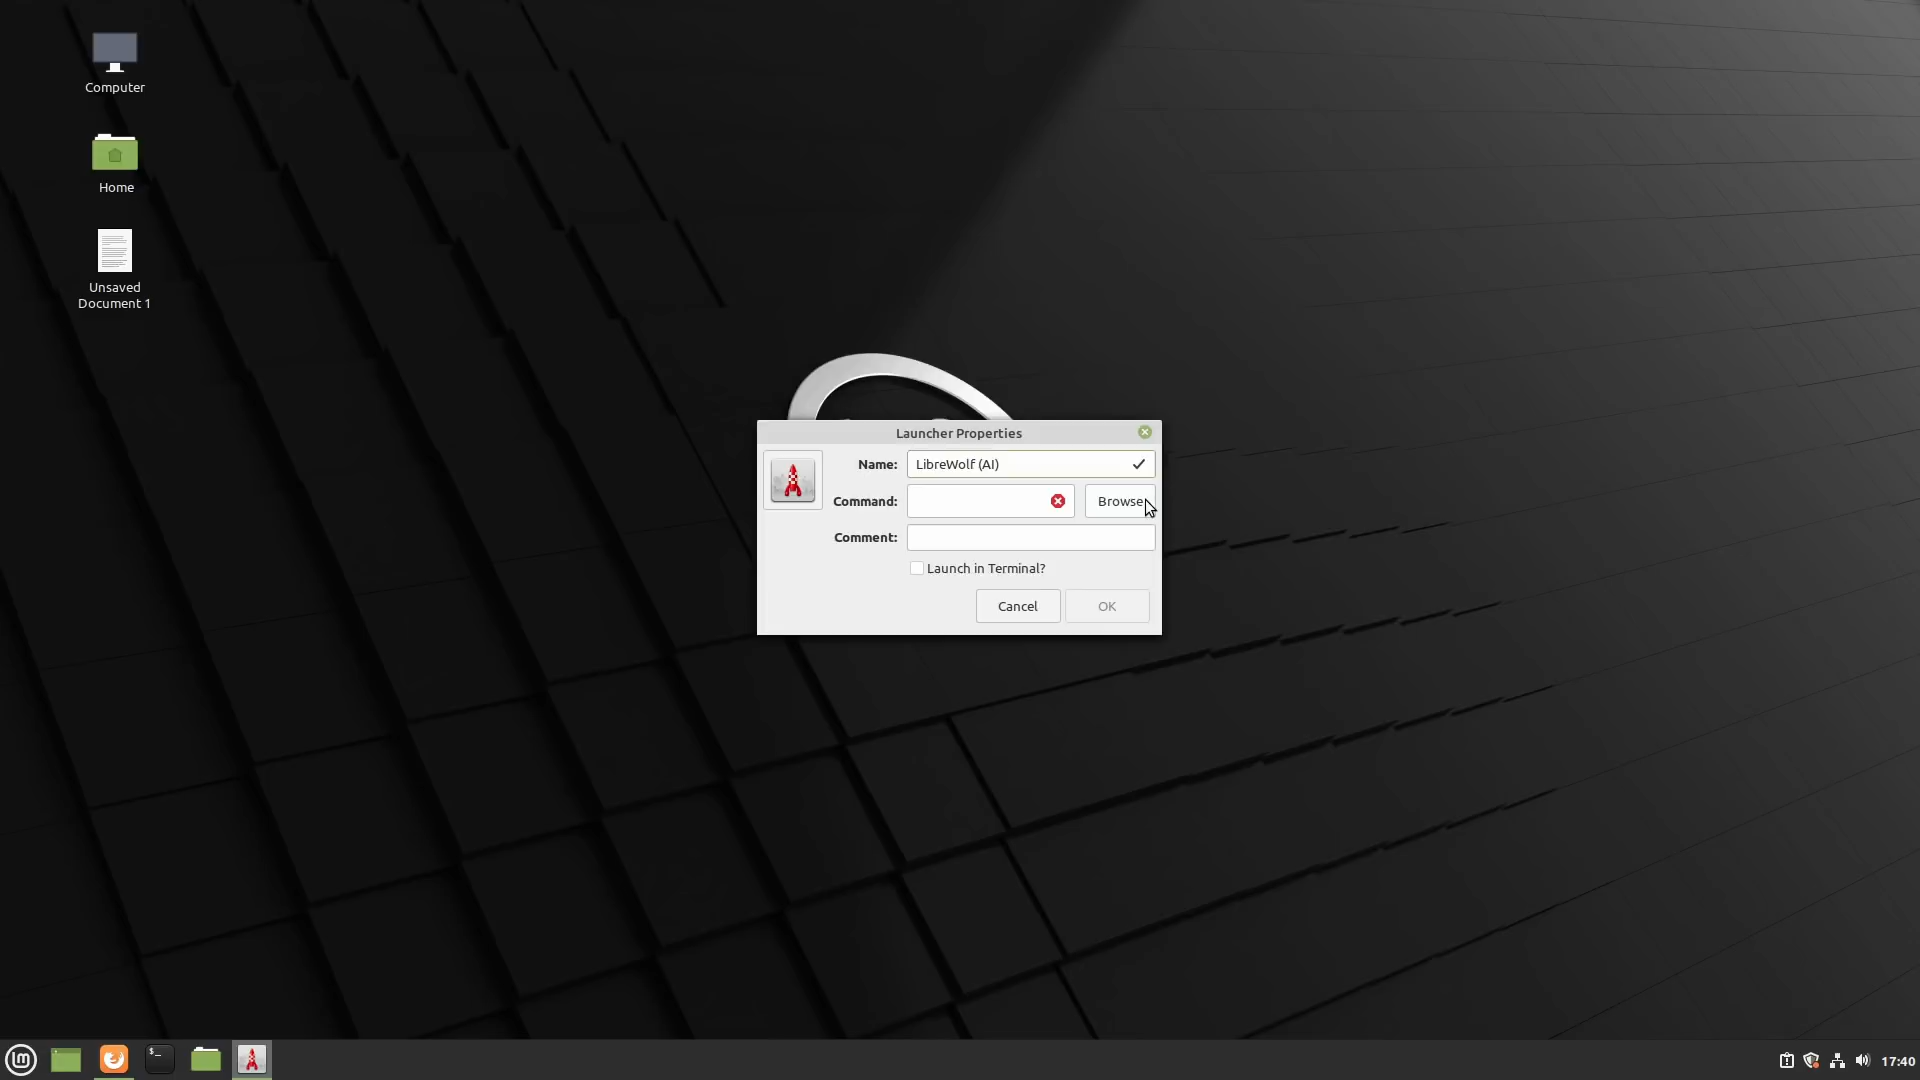 Computer
Home
Unsaved
Document 1
Launcher Properties
Name: LibreWolf (AI)
Command: Browse
Comment:
Launch in Terminal?
Cancel OK
lm $_ 17:40